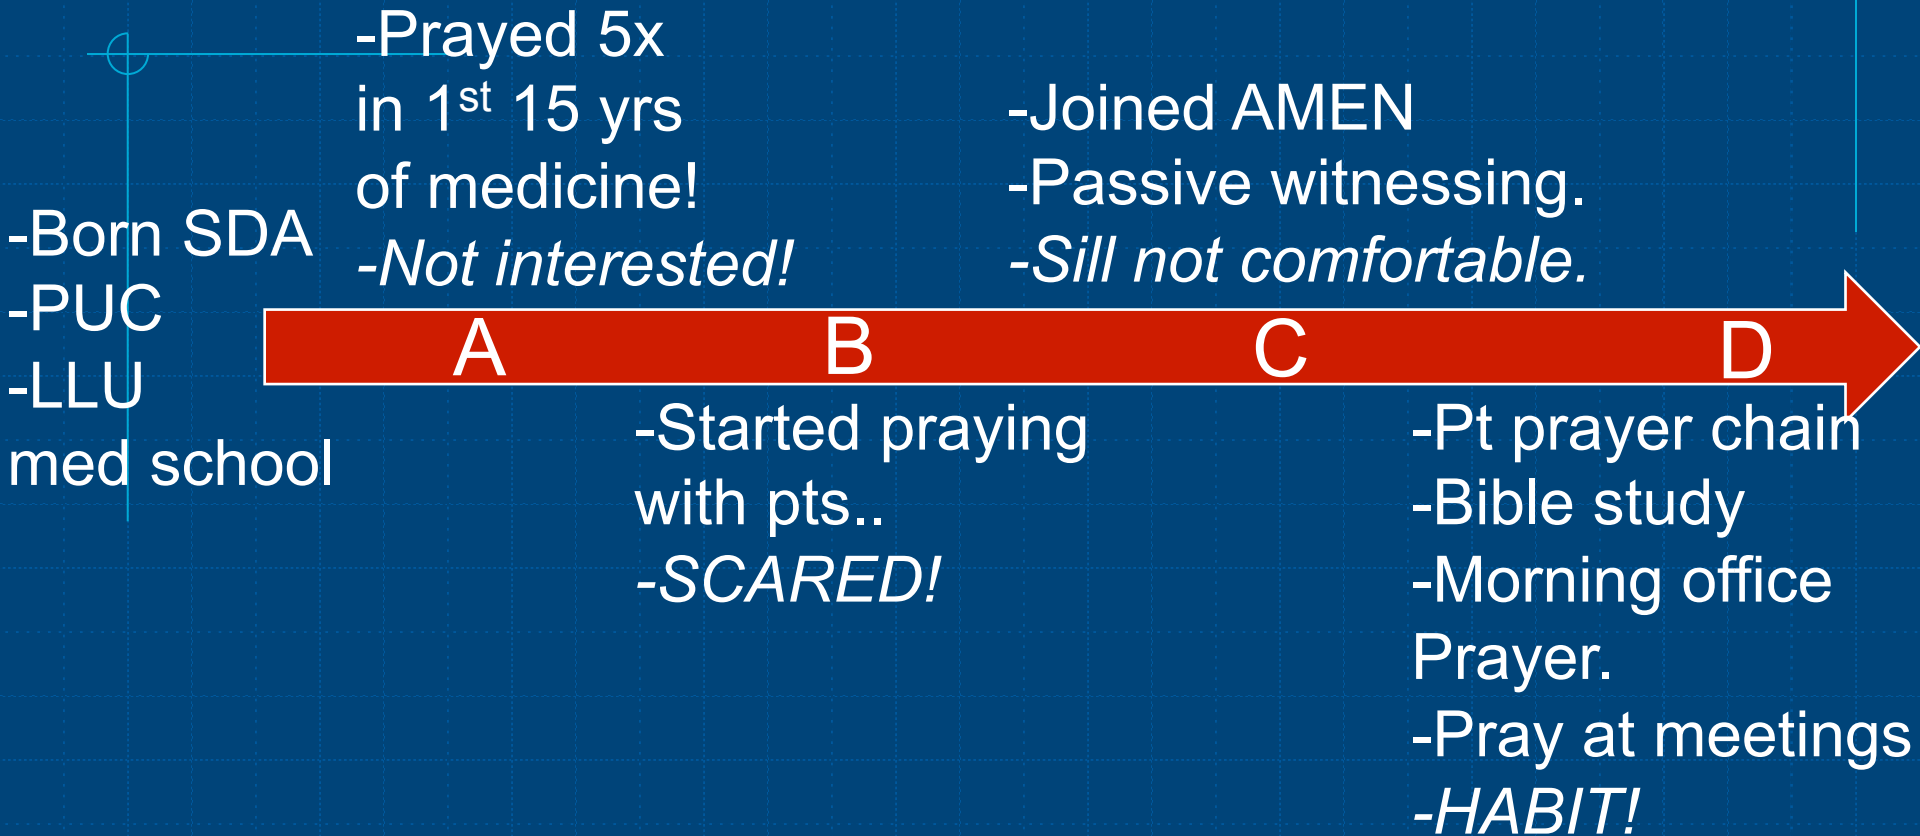 -Born SDA
-PUC
-LLU
med school
-Prayed 5x
in 1st 15 yrs
of medicine!
-Not interested!
-Joined AMEN
-Passive witnessing.
-Sill not comfortable.
A B C D
-Started praying
with pts..
-SCARED!
-Pt prayer chain
-Bible study
-Morning office
Prayer.
-Pray at meetings
-HABIT!